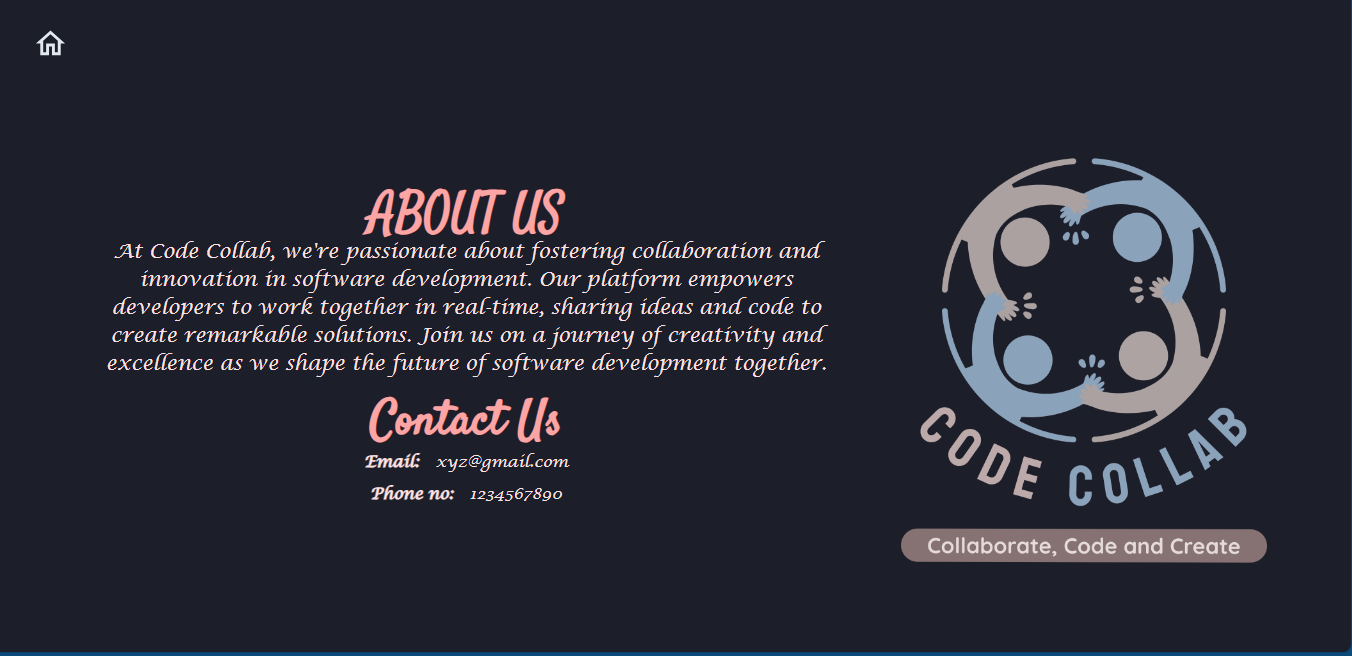 ABOUT US
At Code Collab, we're passionate about fostering collaboration and
innovation in software development. Our platform empowers
developers to work together in real-time, sharing ideas and code to
create remarkable solutions. Join us on a journey of creativity and
excellence as we shape the future of software development together.
Contact Us
Email: xyz@gmail.com
Phone no: 1234567890
CODE COLLAB
Collaborate, Code and Create